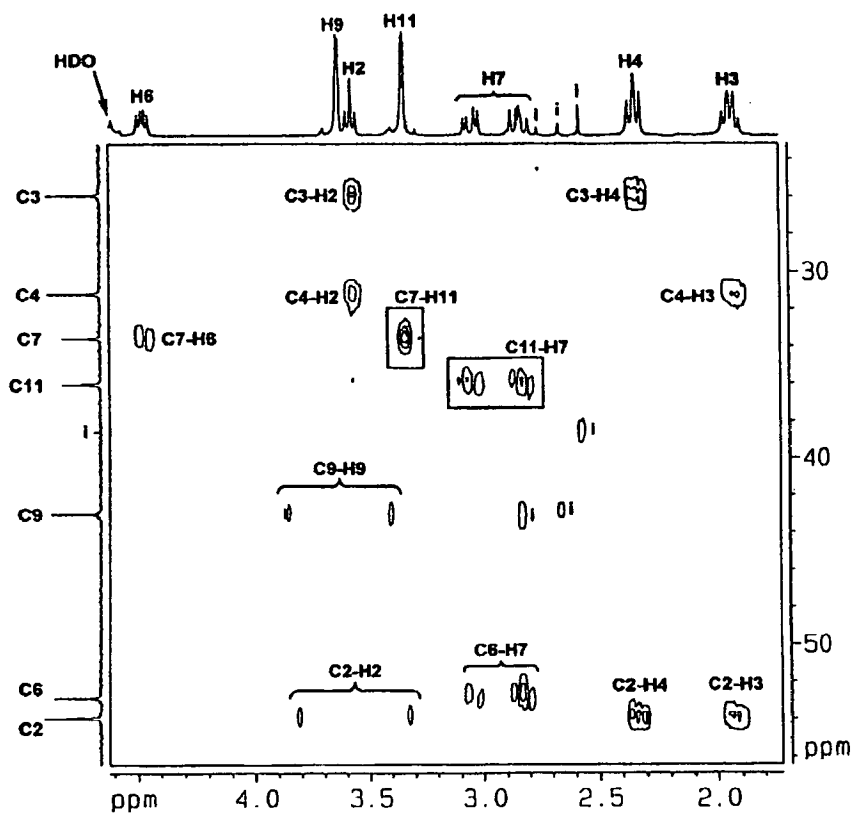 H9
H11
HDO
H2
H4
H6
H7
H3
i
i
i
C3
C3-H2
C3-H4
30
C4
C4-H2
C7-H11
C4-H3
C7
C7-H6
C11-H7
C11
i
i
40
C9-H9
C9
i
i
50
C6-H7
C2-H2
C2-H4
C2-H3
C6
C2
ppm
ppm
4.0
3.5
3.0
2.5
2.0